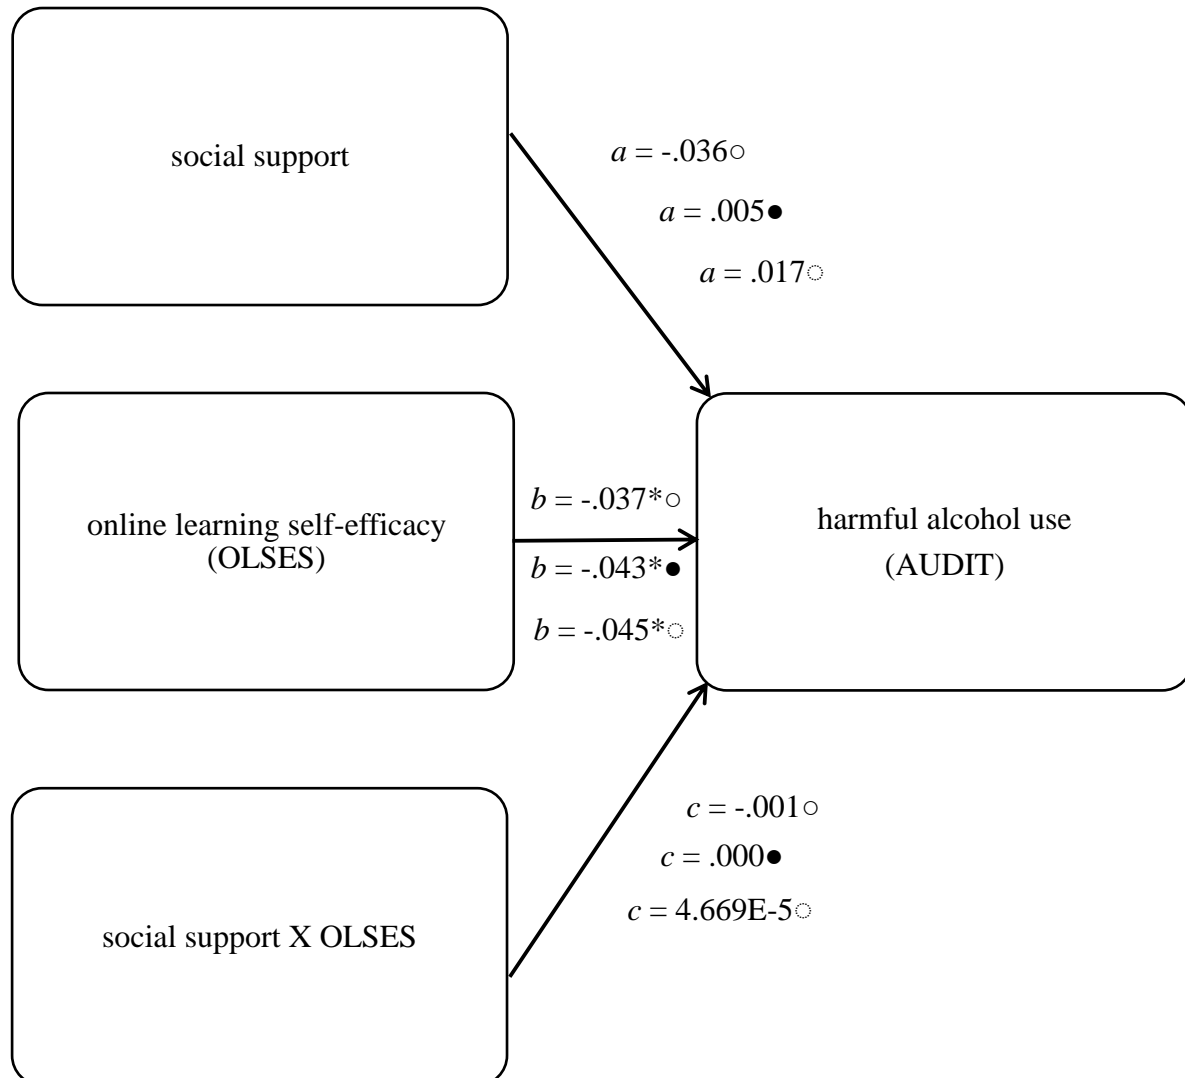 social support
a = -.036○
a = .005●
a = .017◌
online learning self-efficacy
(OLSES)
b = -.037*○
b = -.043*●
b = -.045*◌
harmful alcohol use
(AUDIT)
c = -.001○
c = .000●
c = 4.669E-5◌
social support X OLSES